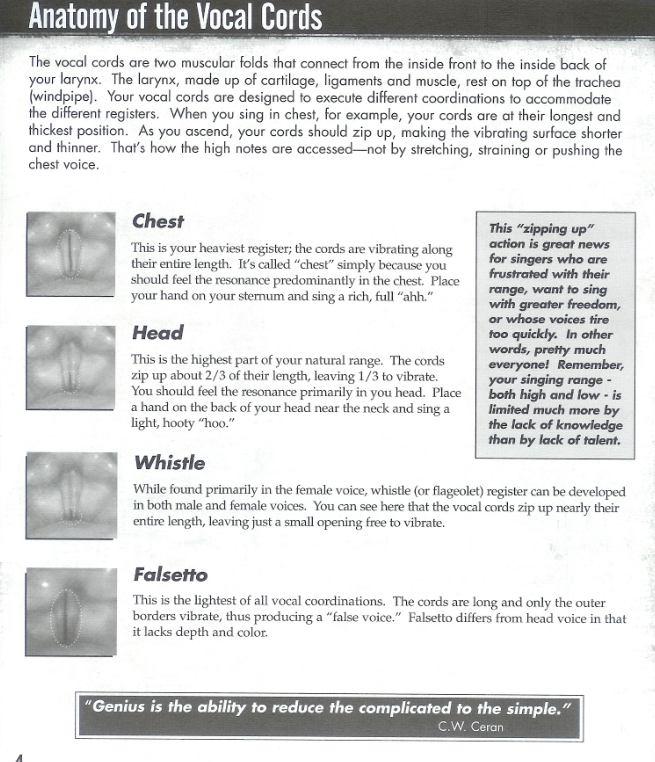 Anatomy of the Vocal Cords
The vocal cords are two muscular folds that connect from the inside front to the inside back of
your larynx.  The larynx, made up of cartilage, ligaments and muscle, rest on top of the trachea
(windpipe).  Your vocal cords are designed to execute different coordinations to accommodate
the different registers.  When you sing in chest, for example, your cords are at their longest and
thickest position.  As you ascend, your cords should zip up, making the vibrating surface shorter
and thinner.  That's how the high notes are accessed—not by stretching, straining or pushing the
chest voice.
Chest
This is your heaviest register; the cords are vibrating along
their entire length.  It's called "chest" simply because you
should feel the resonance predominantly in the chest.  Place
your hand on your sternum and sing a rich, full "ahh."
Head
This is the highest part of your natural range.  The cords
zip up about 2/3 of their length, leaving 1/3 to vibrate.
You should feel the resonance primarily in you head.  Place
a hand on the back of your head near the neck and sing a
light, hooty "hoo."
This "zipping up"
action is great news
for singers who are
frustrated with their
range, want to sing
with greater freedom,
or whose voices tire
too quickly.  In other
words, pretty much
everyone!  Remember,
your singing range -
both high and low - is
limited much more by
the lack of knowledge
than by lack of talent.
Whistle
While found primarily in the female voice, whistle (or flageolet) register can be developed
in both male and female voices.  You can see here that the vocal cords zip up nearly their
entire length, leaving just a small opening free to vibrate.
Falsetto
This is the lightest of all vocal coordinations.  The cords are long and only the outer
borders vibrate, thus producing a "false voice."  Falsetto differs from head voice in that
it lacks depth and color.
"Genius is the ability to reduce the complicated to the simple."
C.W. Ceran
4